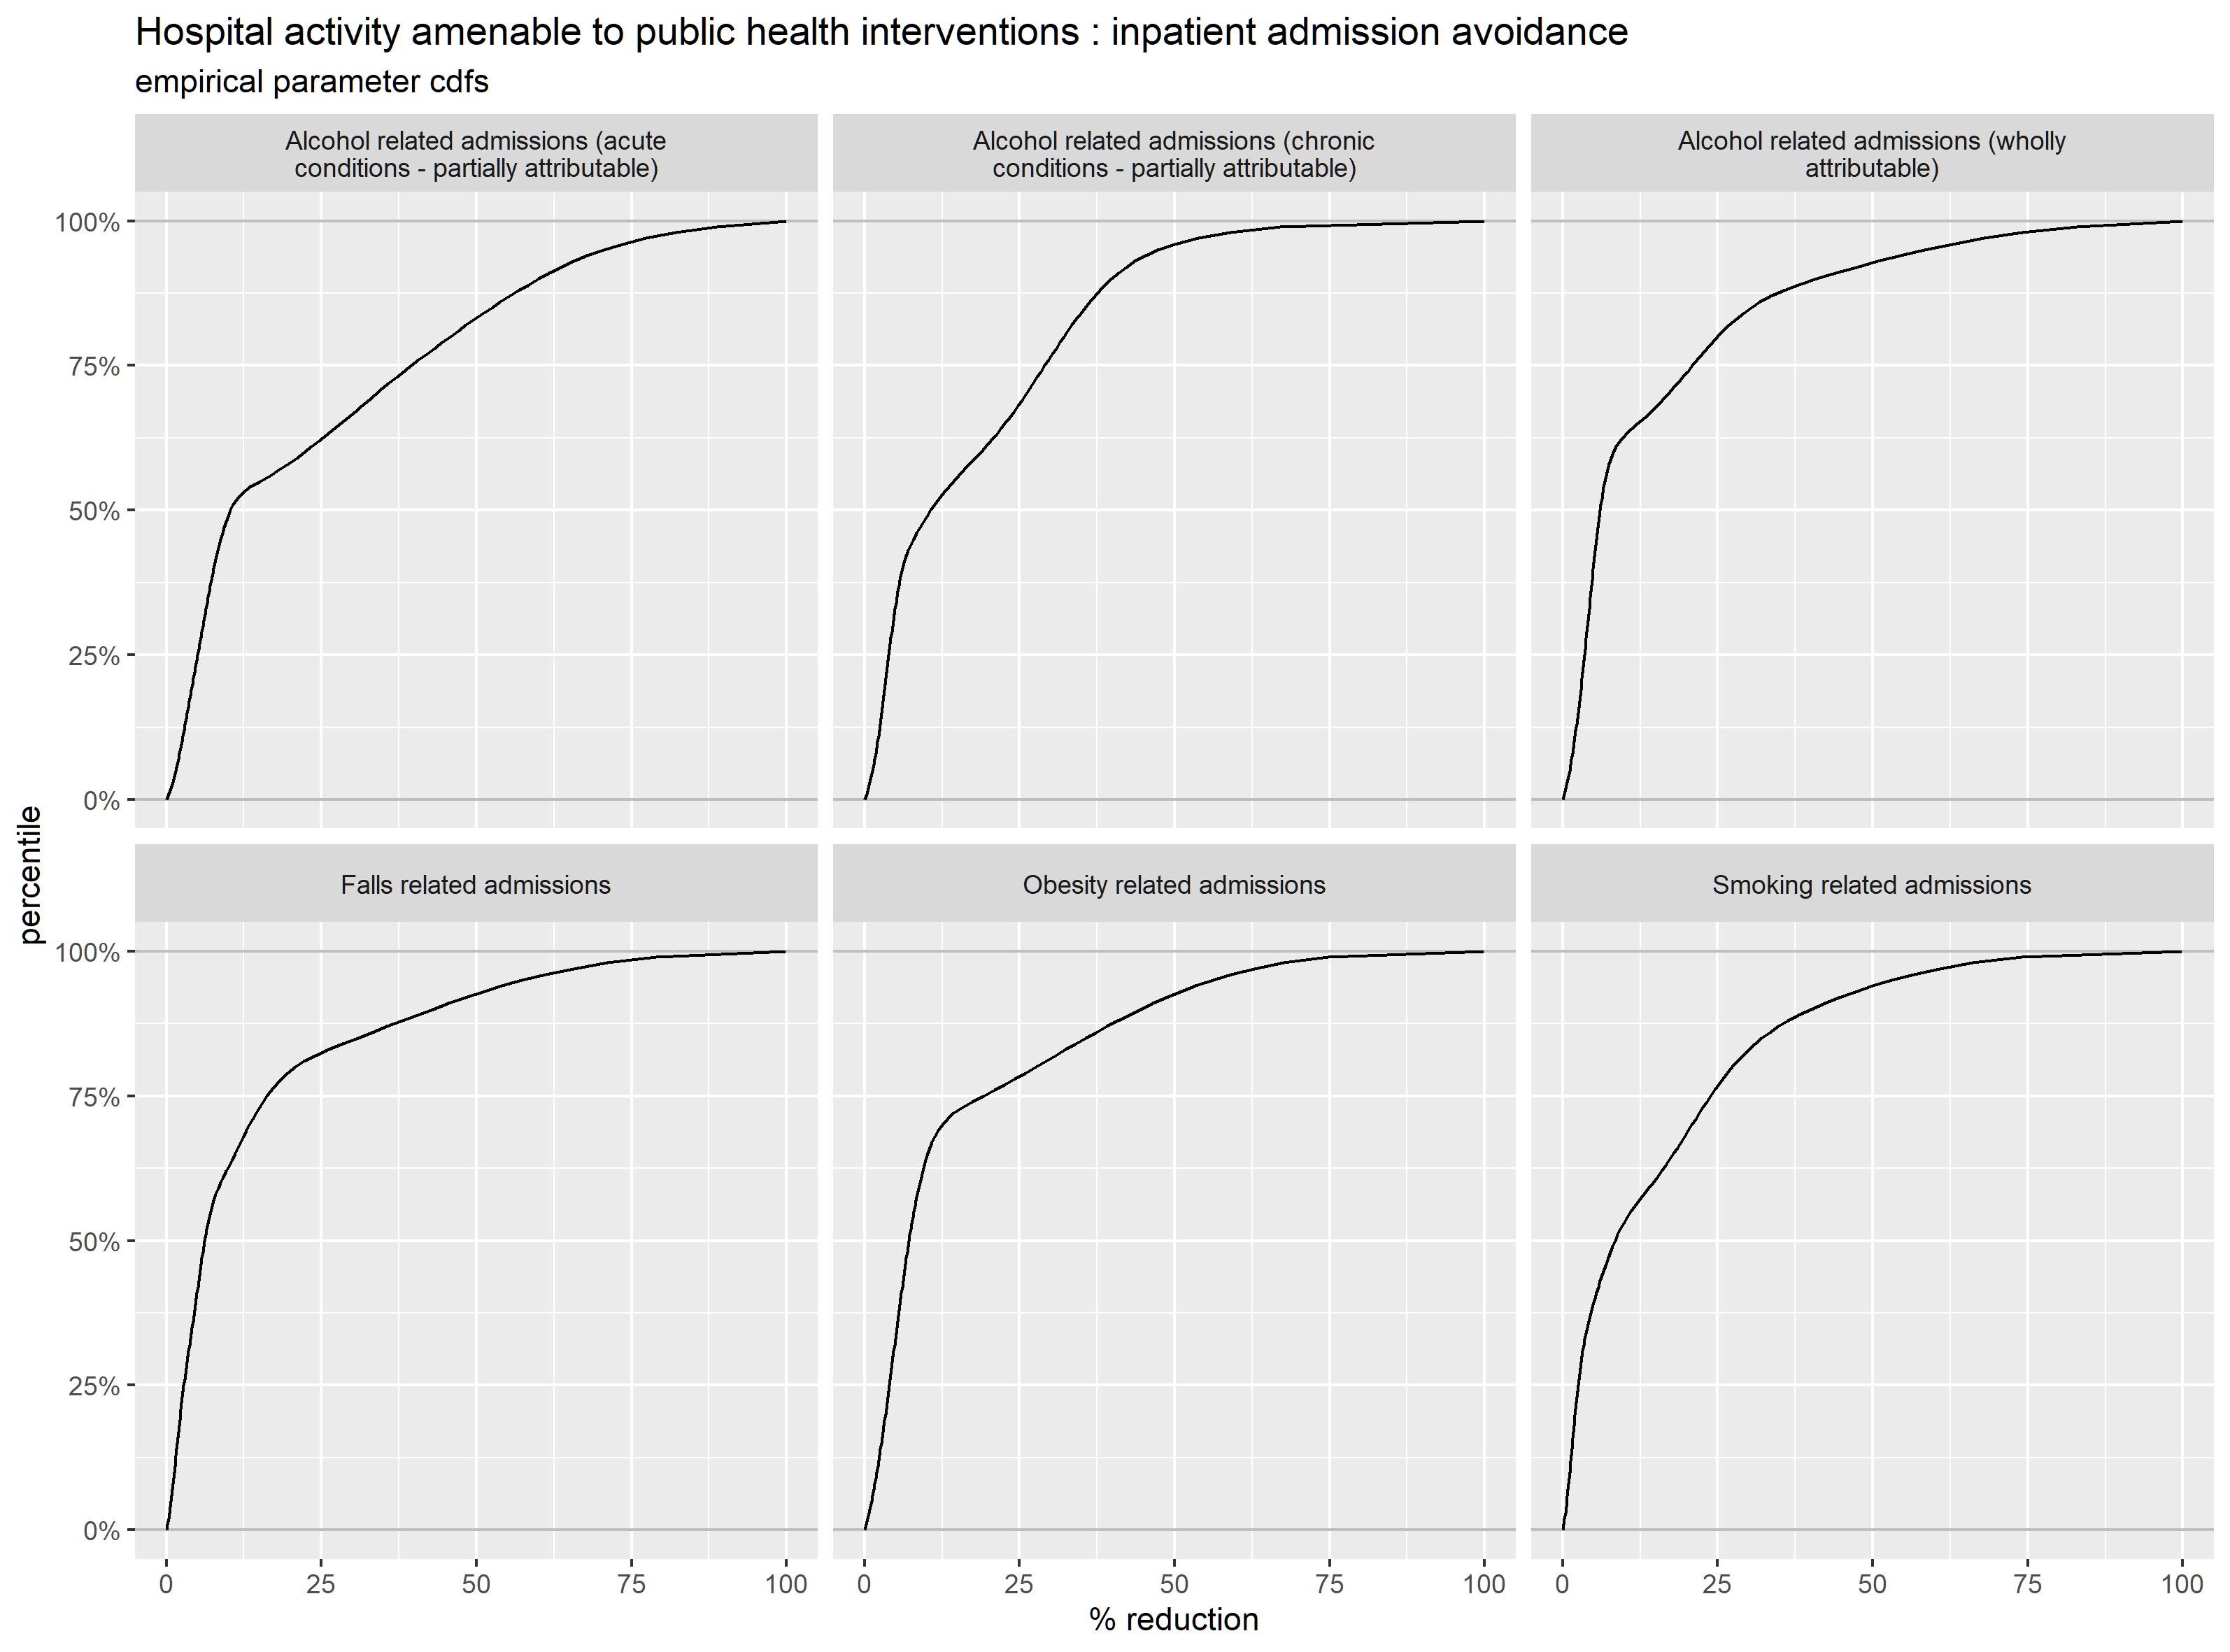 Hospital activity amenable to public health interventions : inpatient admission avoidance
empirical parameter cdfs
Alcohol related admissions (acute
conditions - partially attributable)
Alcohol related admissions (chronic
conditions - partially attributable)
Alcohol related admissions (wholly
attributable)
100%
75%
50%
25%
0%
percentile
Falls related admissions
Obesity related admissions
Smoking related admissions
100%
75%
50%
25%
0%
0 25 50 75 100
0 25 50 75 100
0 25 50 75 100
% reduction